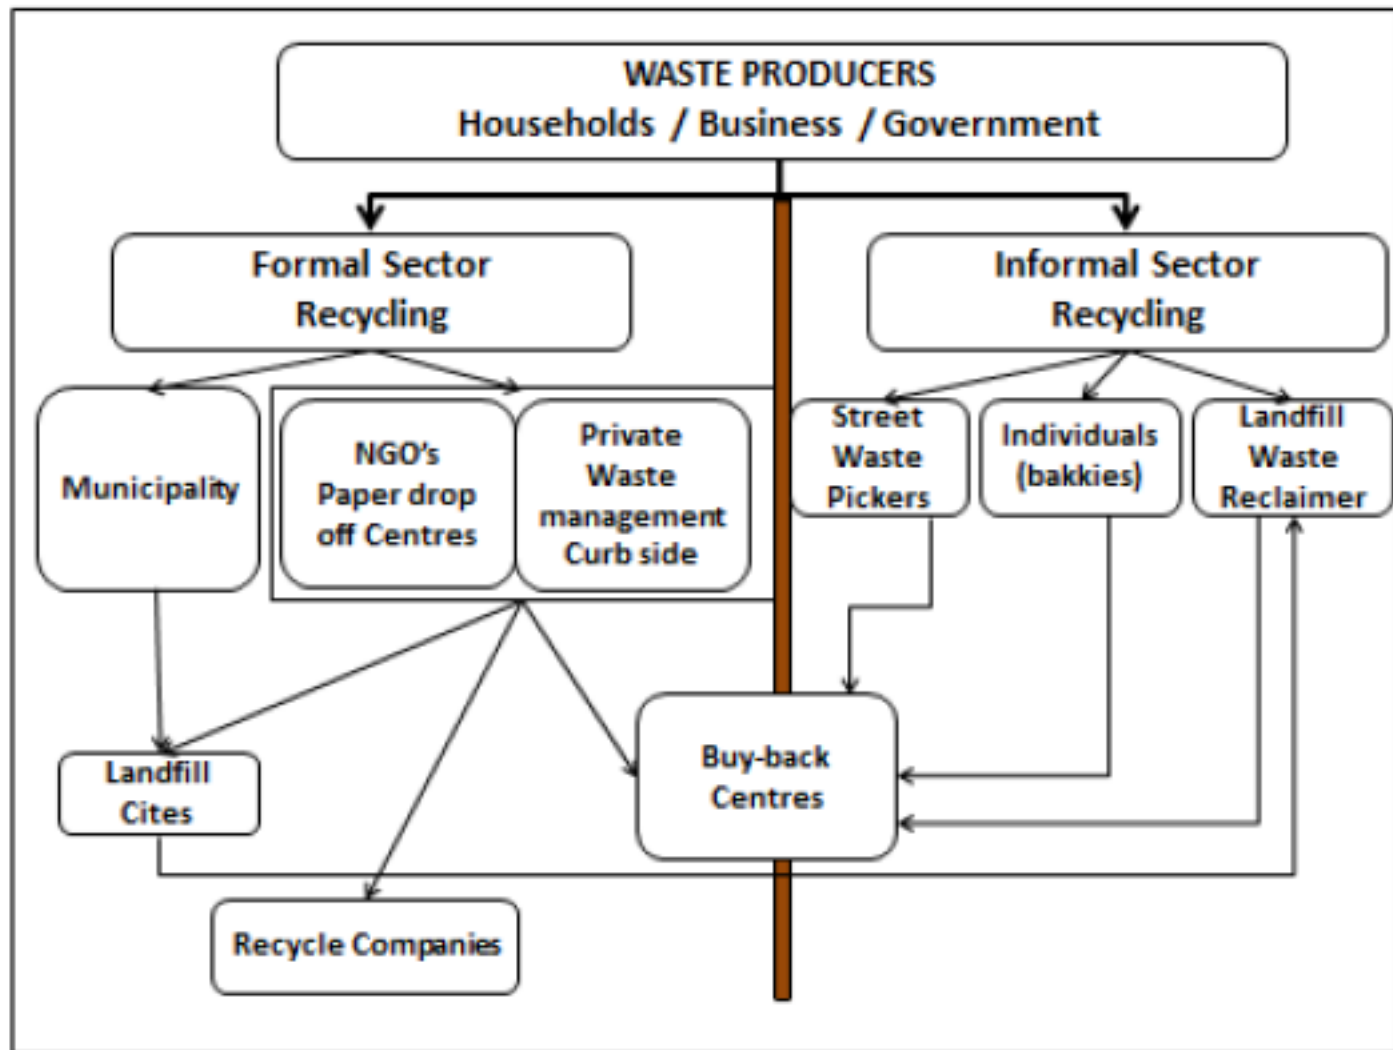 WASTE PRODUCERS
Households / Business / Government
Formal Sector
Recycling
Informal Sector
Recycling
Municipality
NGO's
Paper drop
off Centres
Private
Waste
management
Curb side
Street
Waste
Pickers
Individuals
(bakkies)
Landfill
Waste
Reclaimer
Landfill
Cites
Buy-back
Centres
Recycle Companies